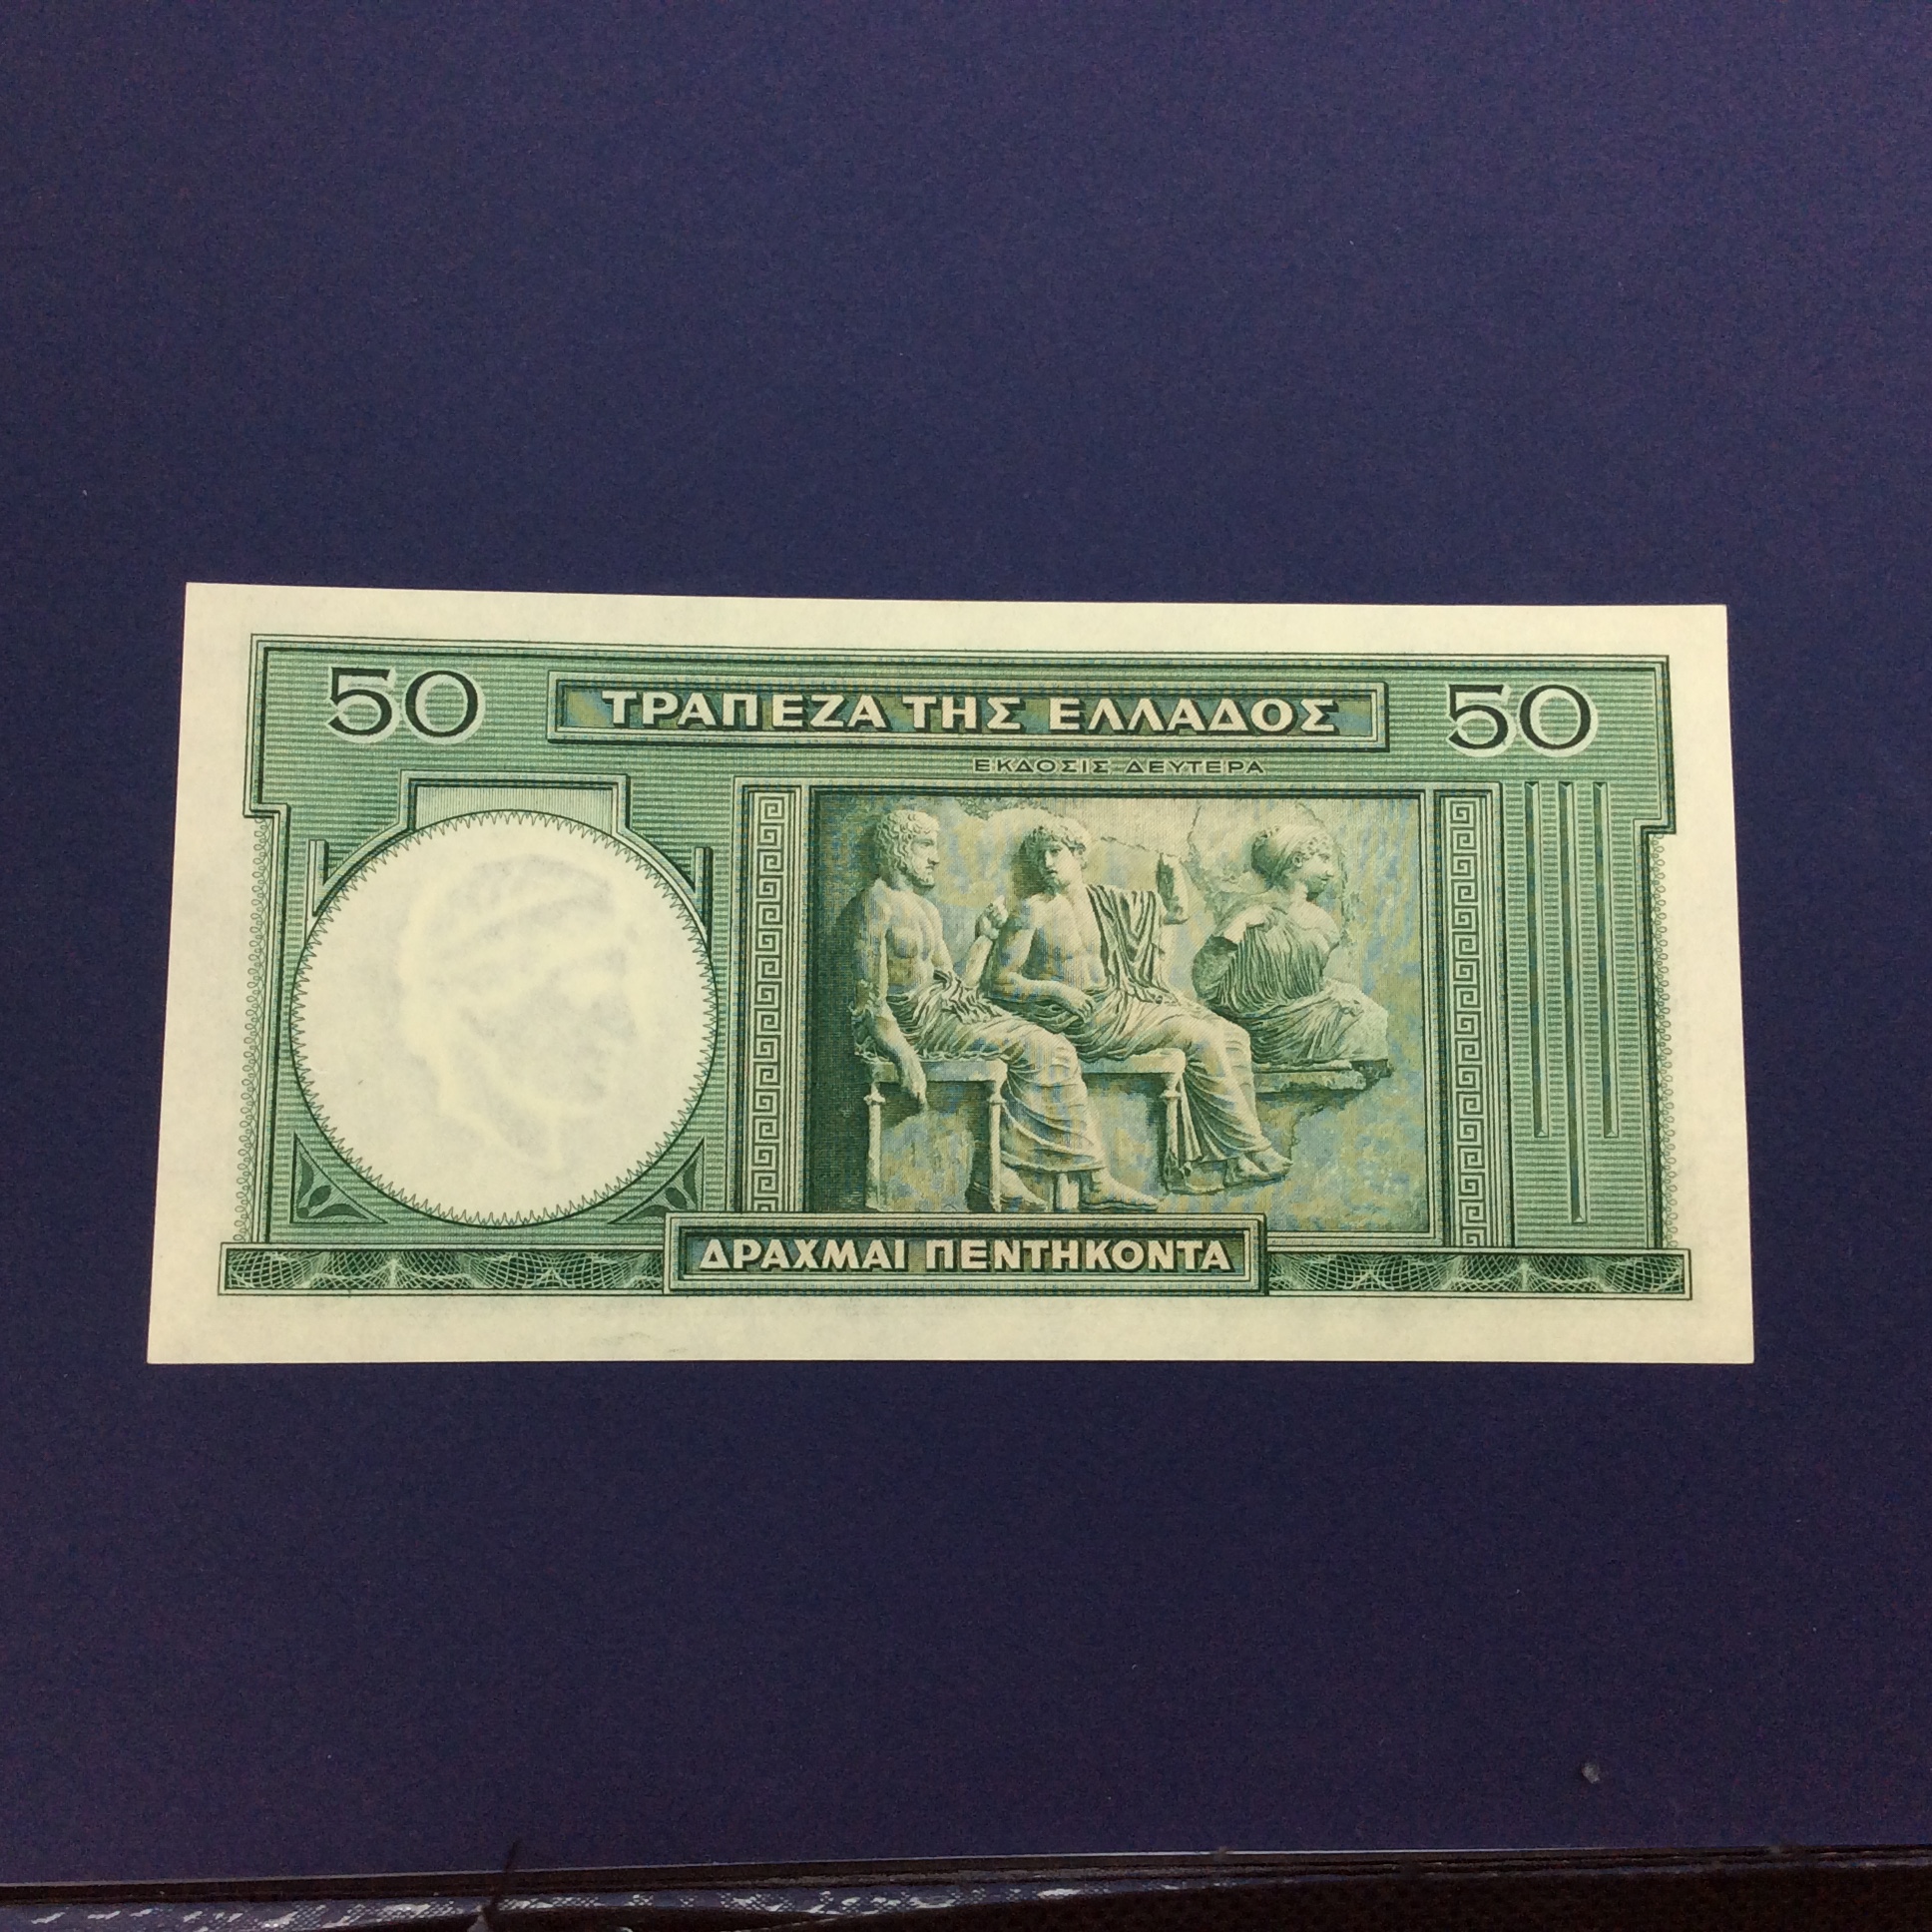 50 ΤΡΑΠΕΖΑ ΤΗΣ ΕΛΛΑΔΟΣ 50
ΕΚΔΟΣΙΣ ΔΕΥΤΕΡΑ
ΔΡΑΧΜΑΙ ΠΕΝΤΗΚΟΝΤΑ